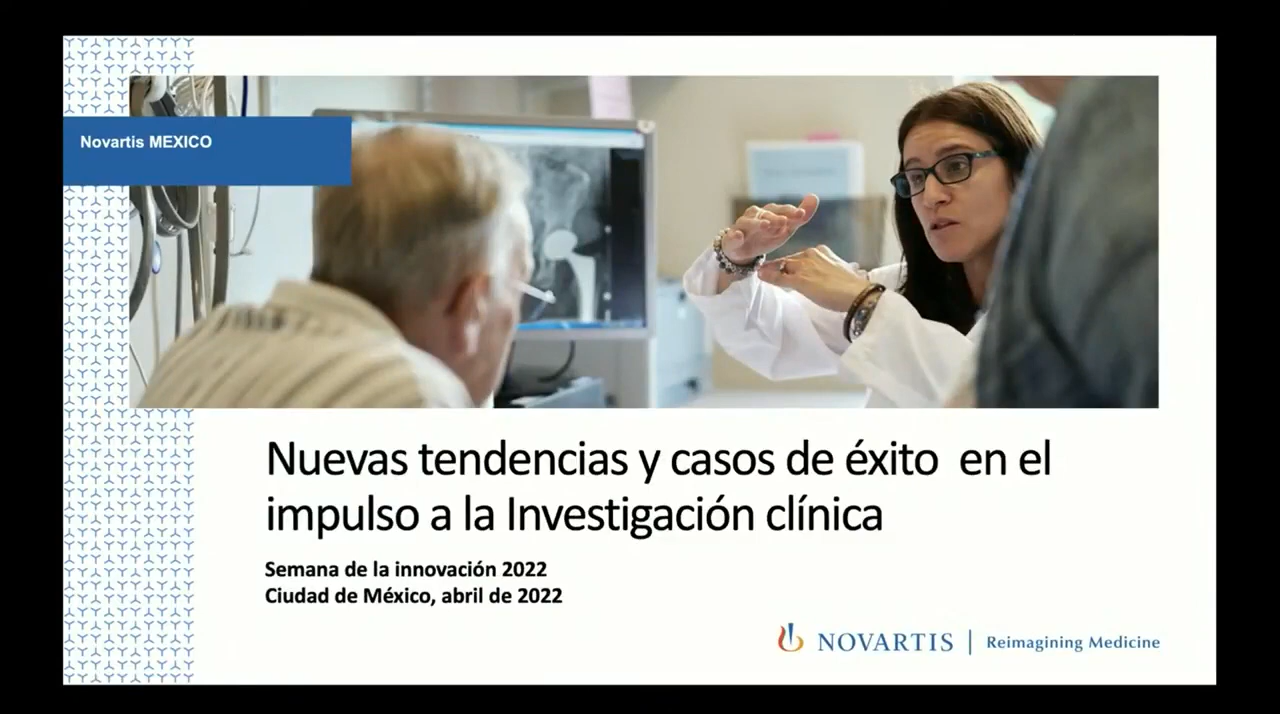 Novartis MEXICO
Nuevas tendencias y casos de éxito en el
impulso a la Investigación clínica
Semana de la innovación 2022
Ciudad de México, abril de 2022
NOVARTIS | Reimagining Medicine